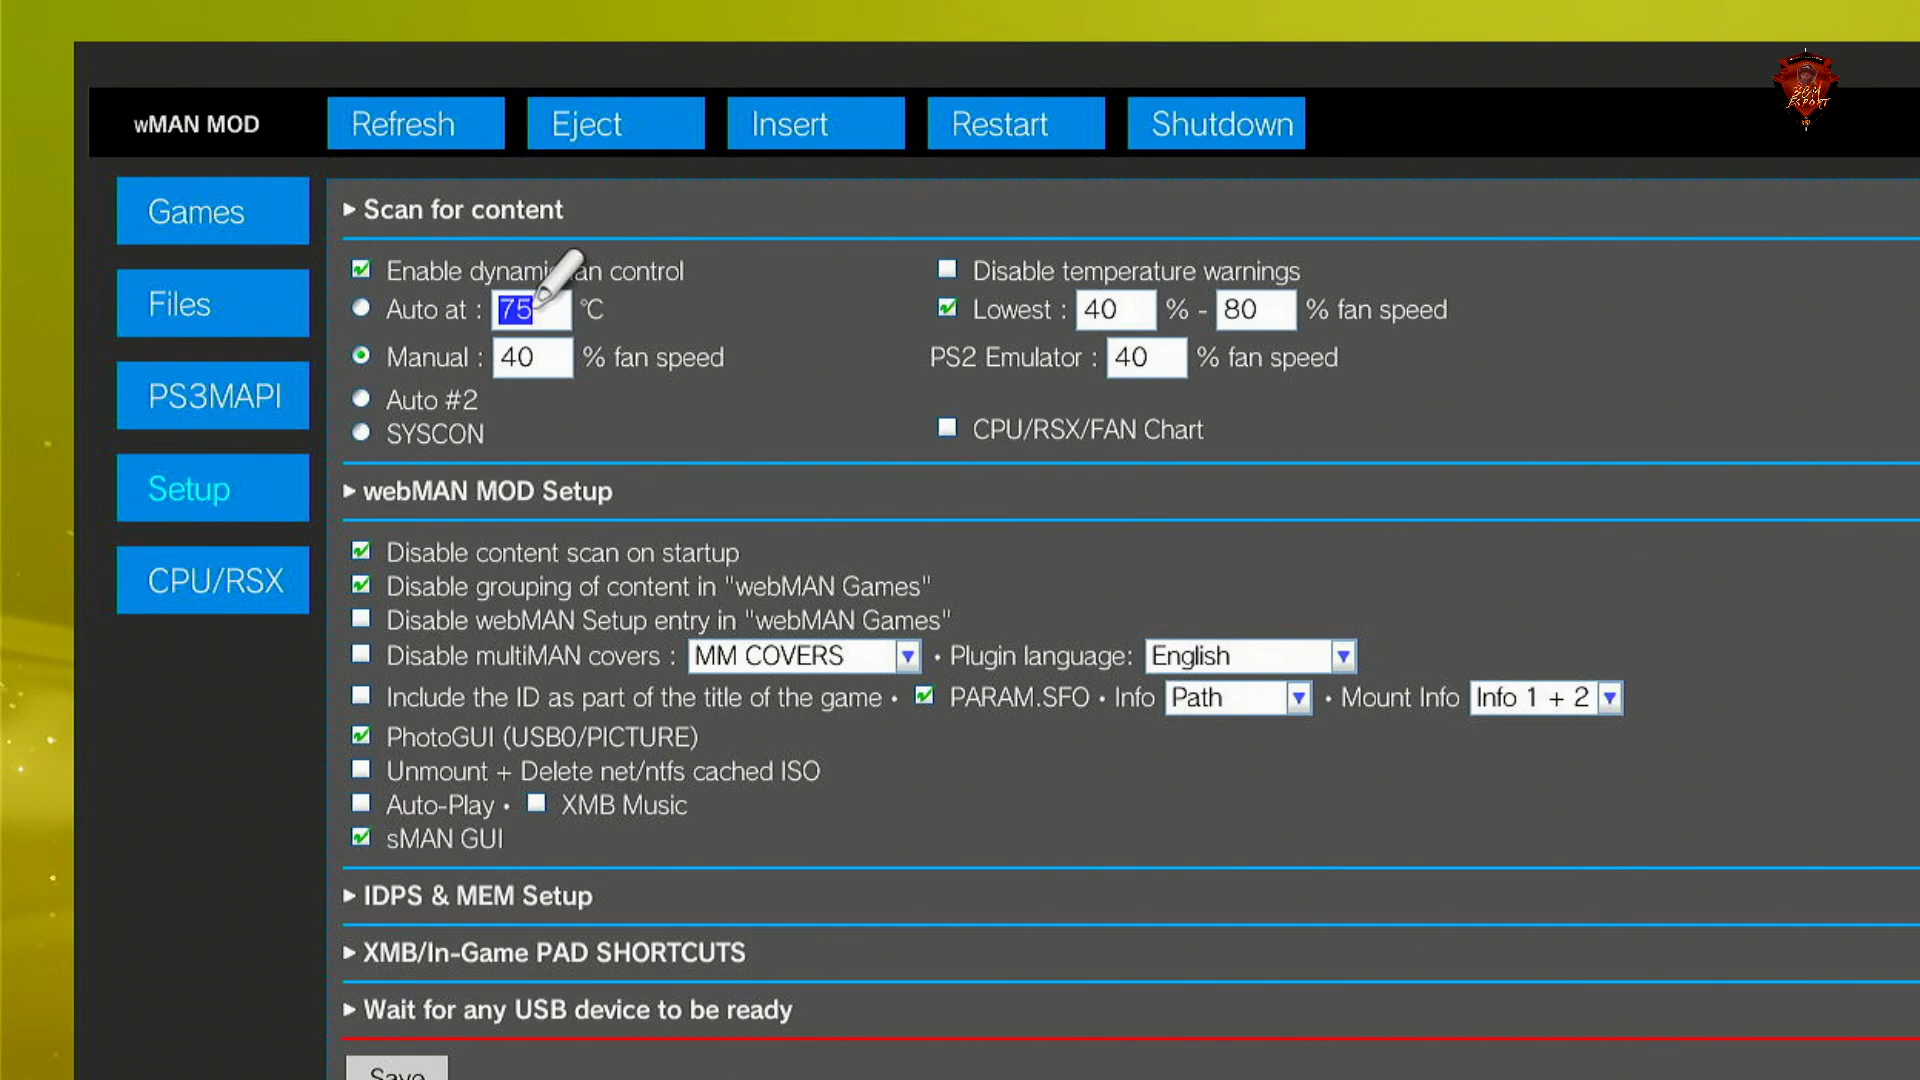 wMAN MOD Refresh Eject Insert Restart Shutdown
Games
Files
PS3MAPI
Setup
CPU/RSX
Scan for content
Enable dynamic fan control
Disable temperature warnings
Auto at : 75 °C
Lowest : 40 % - 80 % fan speed
Manual : 40 % fan speed
PS2 Emulator : 40 % fan speed
Auto #2
SYSCON
CPU/RSX/FAN Chart
webMAN MOD Setup
Disable content scan on startup
Disable grouping of content in "webMAN Games"
Disable webMAN Setup entry in "webMAN Games"
Disable multiMAN covers : MM COVERS • Plugin language: English
Include the ID as part of the title of the game • PARAM.SFO • Info Path • Mount Info Info 1 + 2
PhotoGUI (USB0/PICTURE)
Unmount + Delete net/ntfs cached ISO
Auto-Play • XMB Music
sMAN GUI
IDPS & MEM Setup
XMB/In-Game PAD SHORTCUTS
Wait for any USB device to be ready
Save